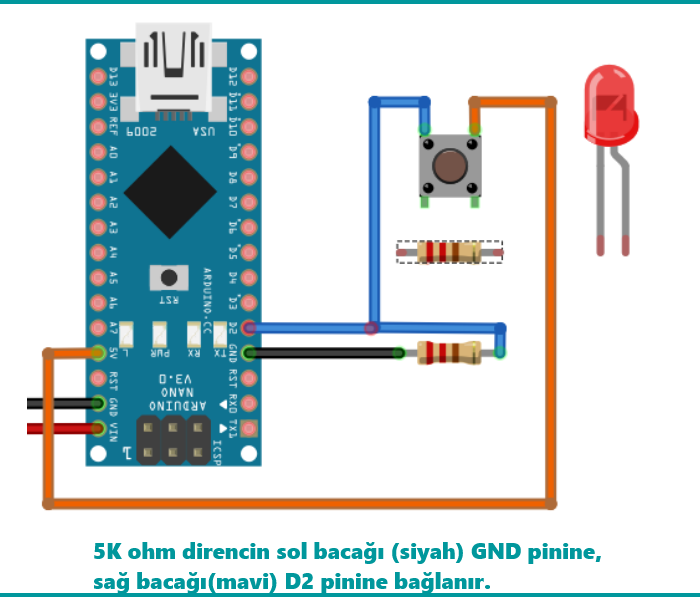 D13
3V3
REF
A0
A1
A2
A3
A4
A5
A6
A7
5V
RST
GND
VIN
6005
USA
D12
D11
D10
D9
D8
D7
D6
D5
D4
D3
D2
GND
RST
RX0
TX1
RST
ARDUINO.CC
L
PWR
RX
TX
V3.0
NANO
ARDUINO
1
ICSP
5K ohm direncin sol bacağı (siyah) GND pinine,
sağ bacağı(mavi) D2 pinine bağlanır.